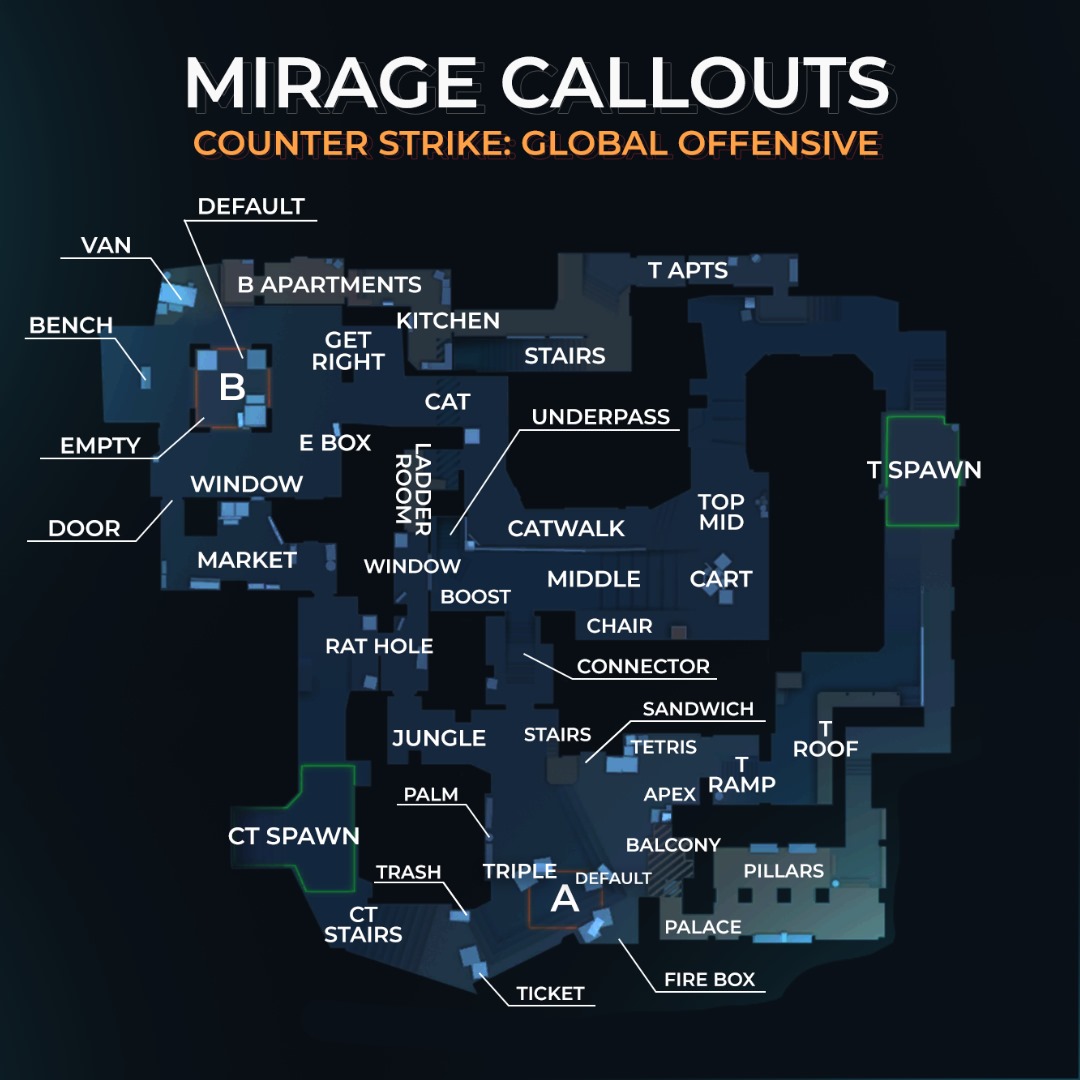 MIRAGE CALLOUTS
COUNTER STRIKE: GLOBAL OFFENSIVE
DEFAULT
VAN
B APARTMENTS
T APTS
BENCH
KITCHEN
GET
RIGHT
STAIRS
B
CAT
UNDERPASS
EMPTY
E BOX
LADDER
ROOM
T SPAWN
WINDOW
DOOR
TOP
MID
CATWALK
MARKET
WINDOW
MIDDLE
CART
BOOST
CHAIR
RAT HOLE
CONNECTOR
SANDWICH
JUNGLE
STAIRS
TETRIS
T
ROOF
T
RAMP
PALM
APEX
CT SPAWN
BALCONY
TRASH
TRIPLE
DEFAULT
PILLARS
A
CT
STAIRS
PALACE
FIRE BOX
TICKET